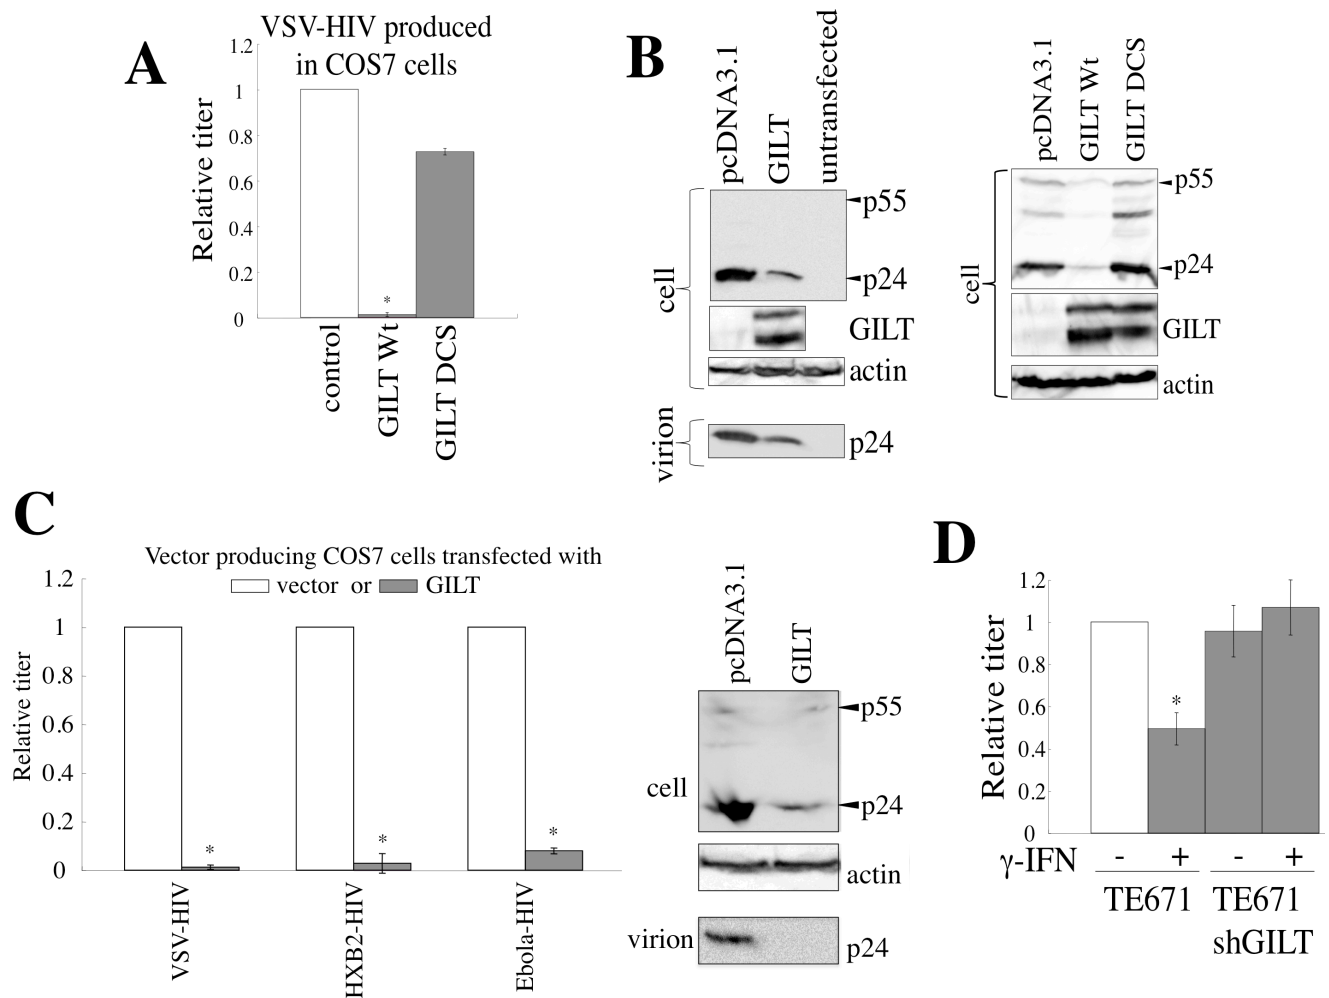 A
VSV-HIV produced
in COS7 cells
Relative titer
1.2
1
0.8
0.6
0.4
0.2
0
*
control
GILT Wt
GILT DCS
B
pcDNA3.1
GILT
untransfected
cell
p55
p24
GILT
actin
virion
p24
pcDNA3.1
GILT Wt
GILT DCS
cell
p55
p24
GILT
actin
C
Vector producing COS7 cells transfected with
vector or GILT
Relative titer
1.2
1
0.8
0.6
0.4
0.2
0
*
*
*
VSV-HIV
HXB2-HIV
Ebola-HIV
pcDNA3.1
GILT
p55
cell
p24
actin
virion
p24
D
Relative titer
1.2
1
0.8
0.6
0.4
0.2
0
*
γ-IFN - + - +
TE671 TE671
shGILT